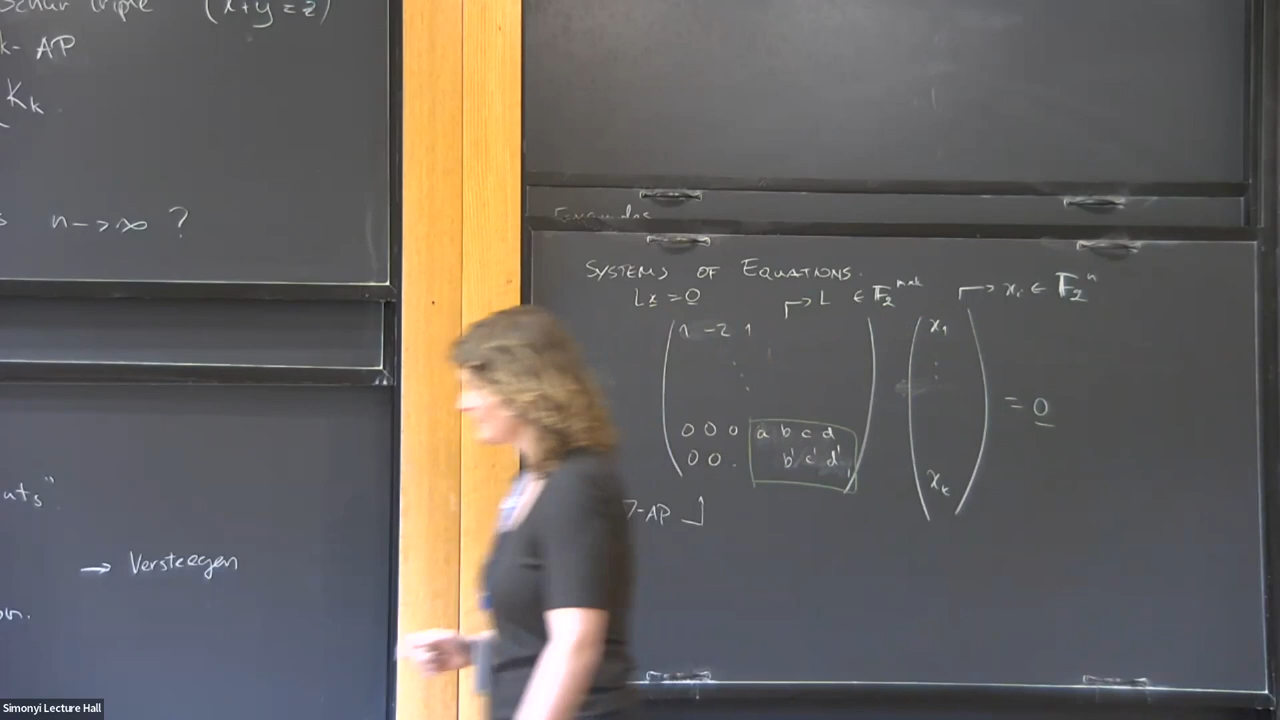 Schur triple (x+y=z)
k-AP
K_k
n → ∞ ?
→ Versteegen
on.
SYSTEMS OF EQUATIONS.
Lx = 0
↱ L ∈ F_2^{m×k}
↱ x_i ∈ F_2^n
1 -2 1
x_1
⋱
⋮
= 0
0 0 0 a b c d
0 0 . b' c' d'
x_k
7-AP
Simonyi Lecture Hall